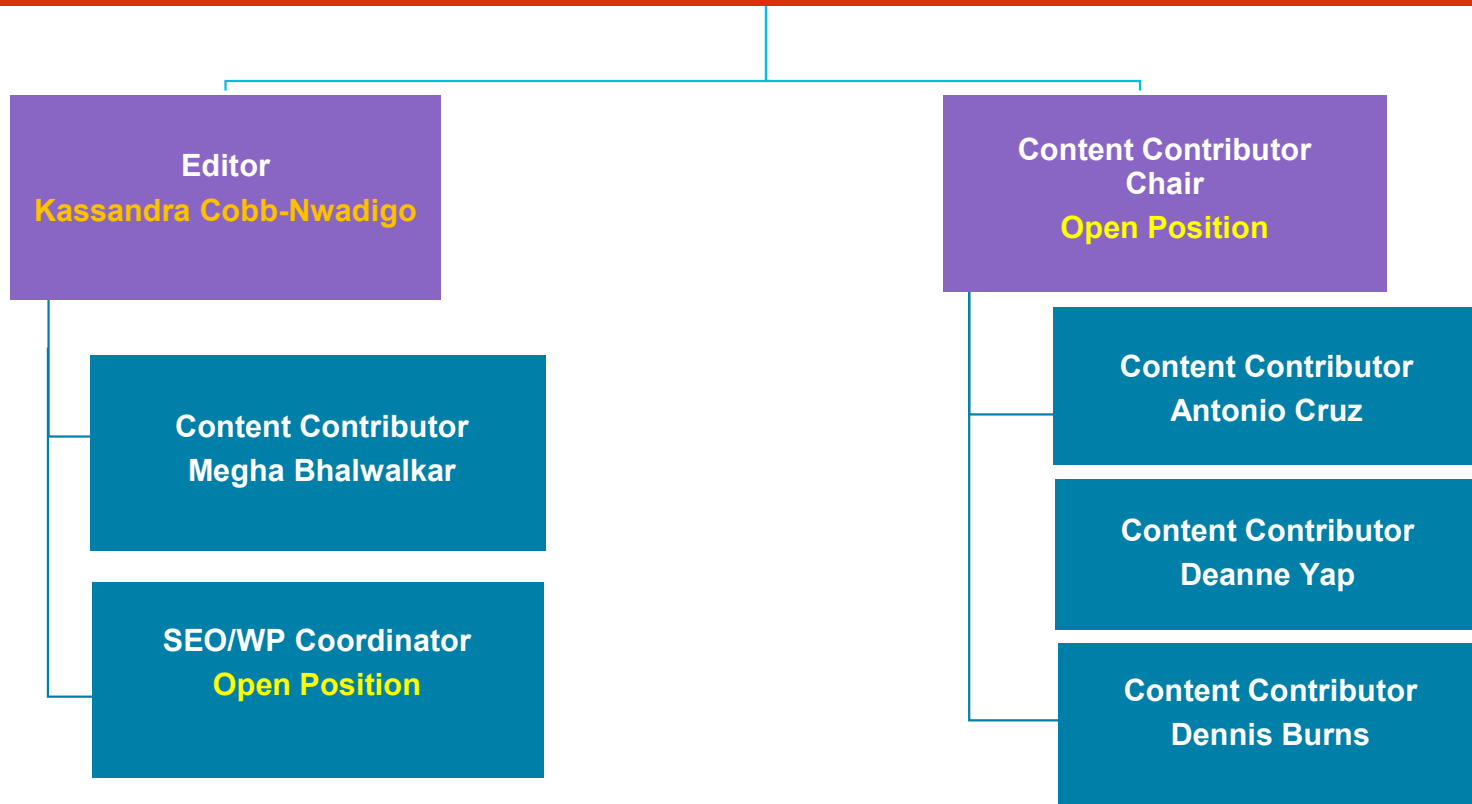 Editor
Kassandra Cobb-Nwadigo
Content Contributor
Megha Bhalwalkar
SEO/WP Coordinator
Open Position
Content Contributor
Chair
Open Position
Content Contributor
Antonio Cruz
Content Contributor
Deanne Yap
Content Contributor
Dennis Burns